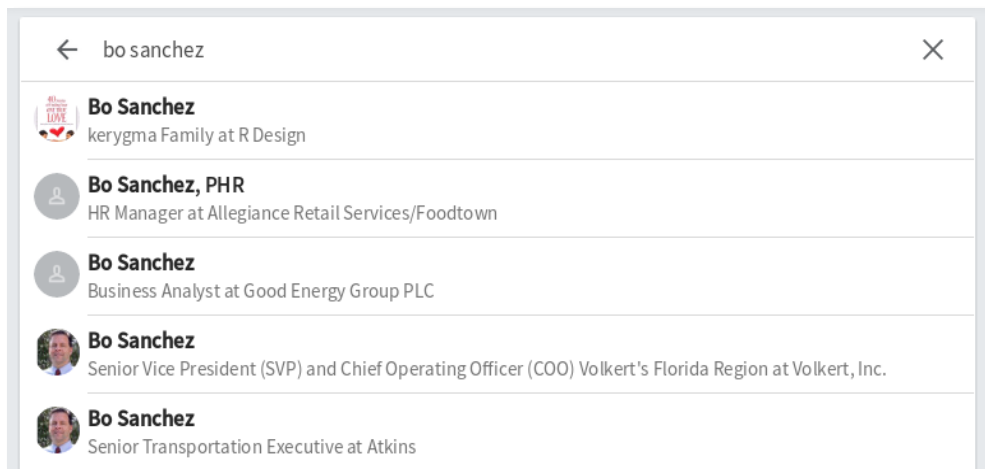 bo sanchez
40
LOVE
Bo Sanchez
kerygma Family at R Design
Bo Sanchez, PHR
HR Manager at Allegiance Retail Services/Foodtown
Bo Sanchez
Business Analyst at Good Energy Group PLC
Bo Sanchez
Senior Vice President (SVP) and Chief Operating Officer (COO) Volkert's Florida Region at Volkert, Inc.
Bo Sanchez
Senior Transportation Executive at Atkins